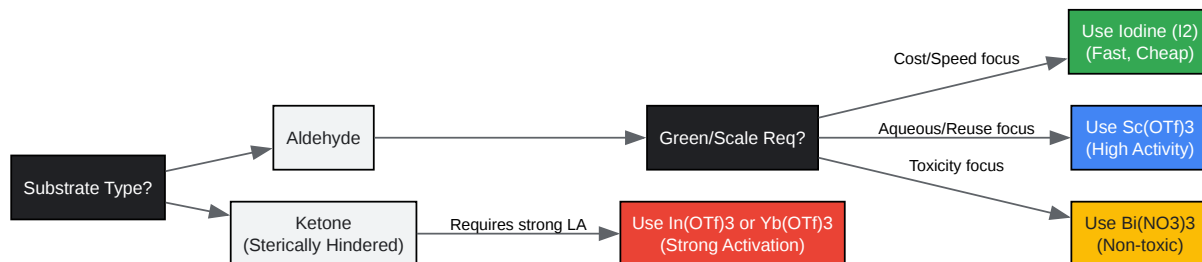 Substrate Type?
Aldehyde
Ketone
(Sterically Hindered)
Requires strong LA
Use In(OTf)3 or Yb(OTf)3
(Strong Activation)
Green/Scale Req?
Cost/Speed focus
Use Iodine (I2)
(Fast, Cheap)
Aqueous/Reuse focus
Use Sc(OTf)3
(High Activity)
Toxicity focus
Use Bi(NO3)3
(Non-toxic)